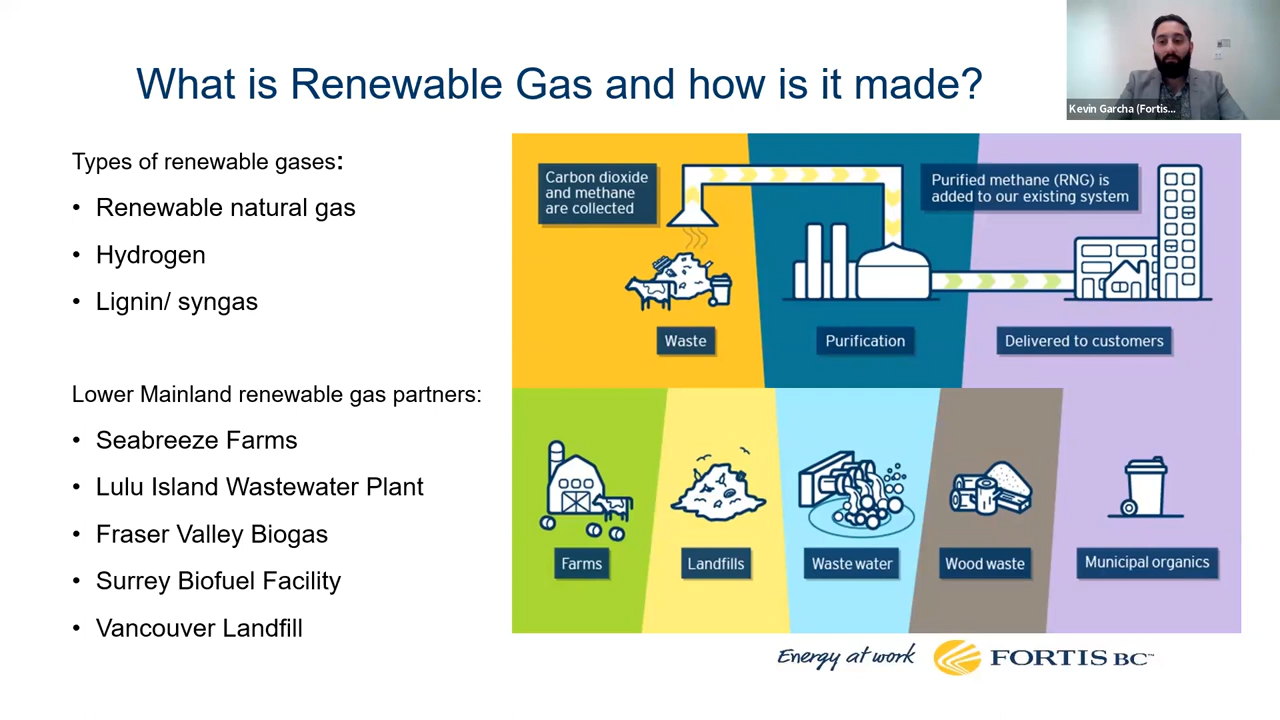 What is Renewable Gas and how is it made?
Kevin Garcha (Fortis...
Types of renewable gases:
• Renewable natural gas
• Hydrogen
• Lignin/ syngas
Lower Mainland renewable gas partners:
• Seabreeze Farms
• Lulu Island Wastewater Plant
• Fraser Valley Biogas
• Surrey Biofuel Facility
• Vancouver Landfill
Carbon dioxide
and methane
are collected
Purified methane (RNG) is
added to our existing system
Waste
Purification
Delivered to customers
Farms
Landfills
Waste water
Wood waste
Municipal organics
Energy at work
FORTIS BC™